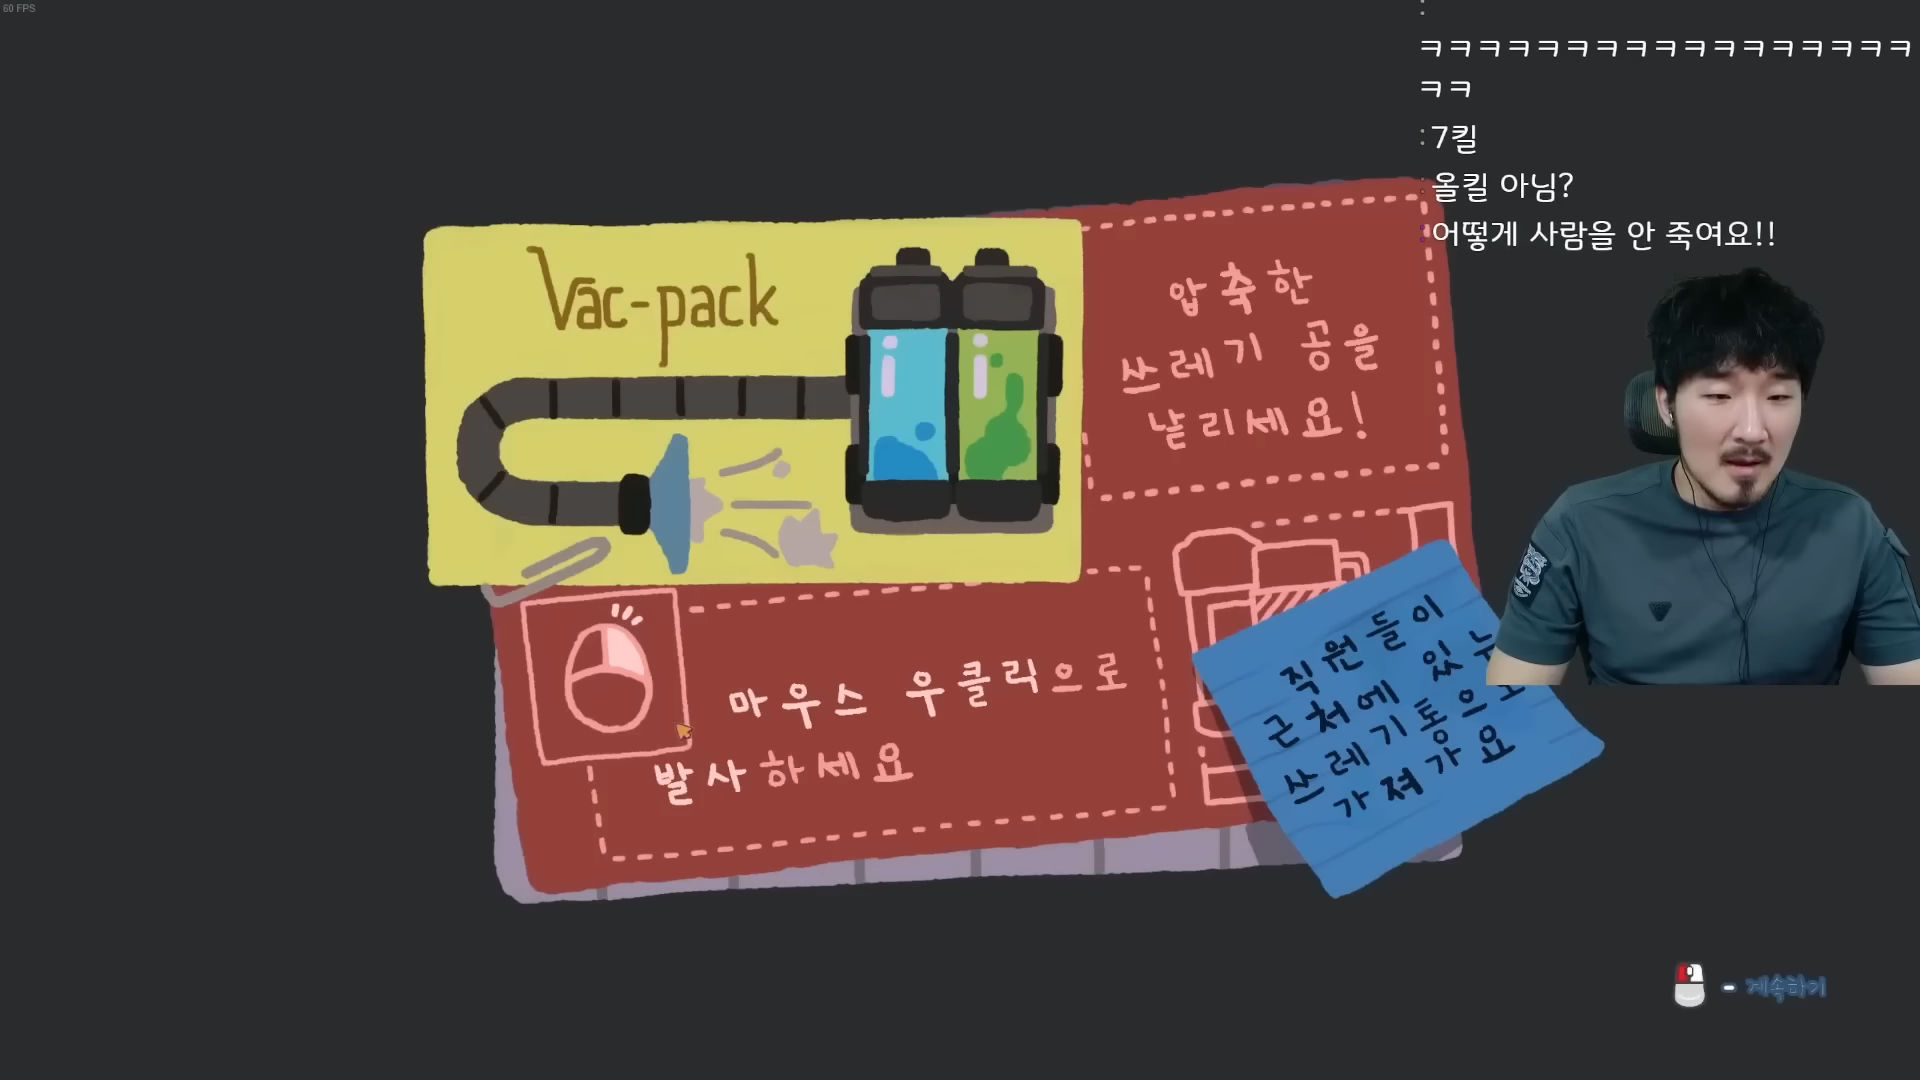 60 FPS
:
ㅋㅋㅋㅋㅋㅋㅋㅋㅋㅋㅋㅋㅋㅋㅋㅋㅋ
ㅋㅋ
: 7킬
: 올킬 아님?
: 어떻게 사람을 안 죽여요!!
Vac-pack
압축한
쓰레기 공을
날리세요!
마우스 우클릭으로
발사하세요
직원들이
근처에 있
쓰레기통으로
가져가요
- 계속하기